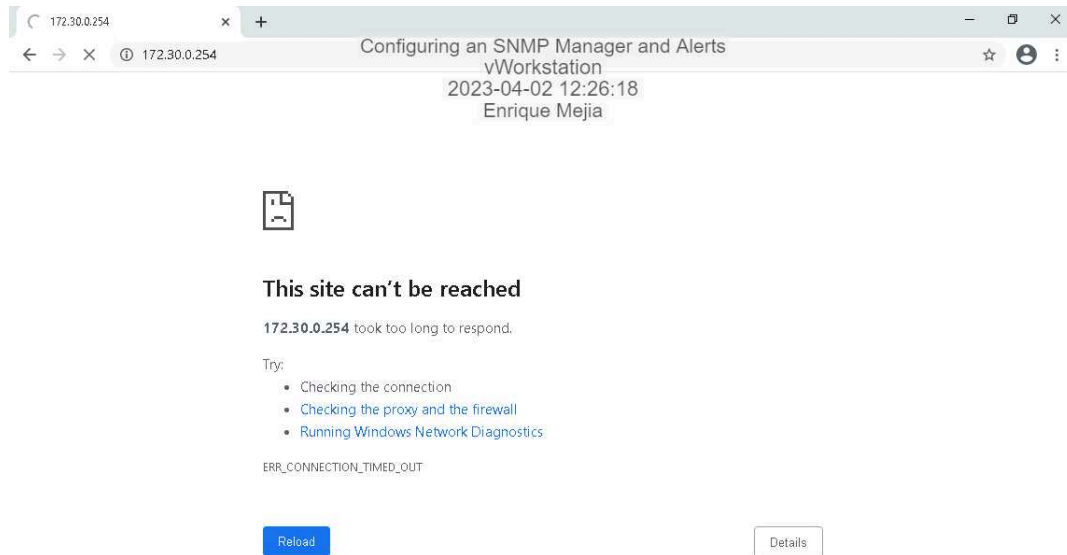 172.30.0.254
172.30.0.254
Configuring an SNMP Manager and Alerts
vWorkstation
2023-04-02 12:26:18
Enrique Mejia
This site can't be reached
172.30.0.254 took too long to respond.
Try:
• Checking the connection
• Checking the proxy and the firewall
• Running Windows Network Diagnostics
ERR_CONNECTION_TIMED_OUT
Reload
Details